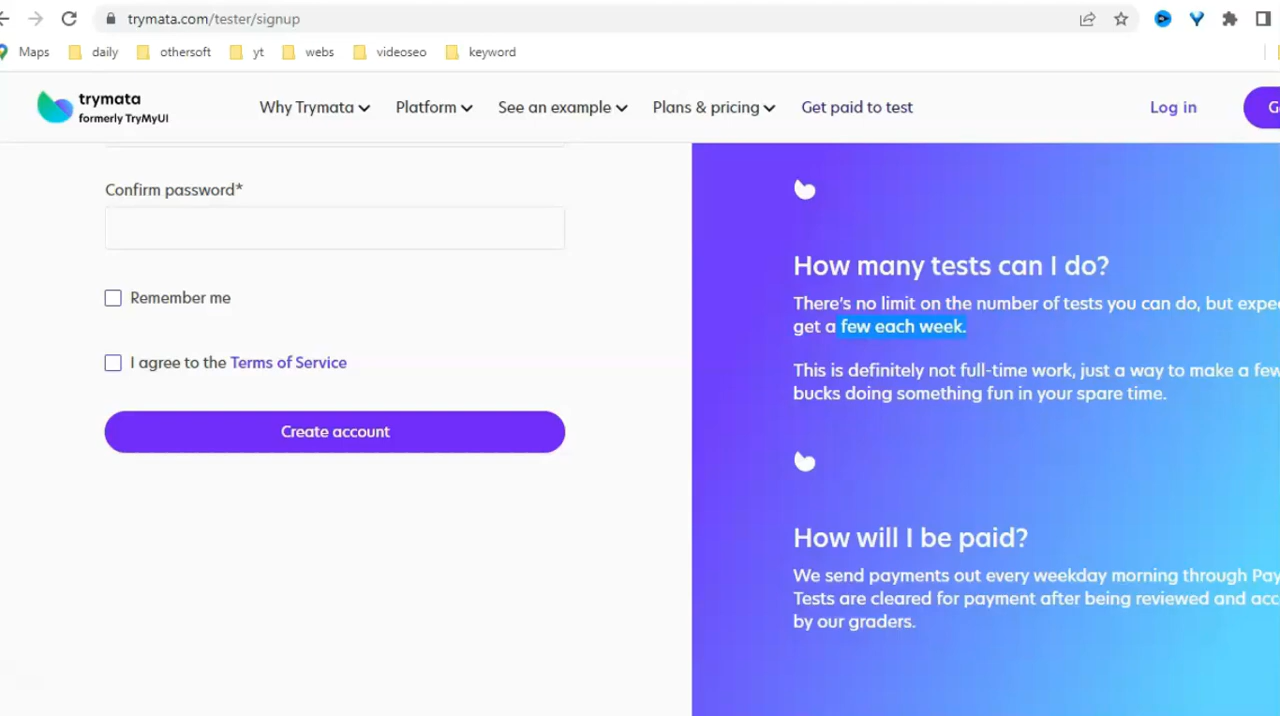 trymata.com/tester/signup
Maps daily othersoft yt webs videoseo keyword
trymata
formerly TryMyUI
Why Trymata Platform See an example Plans & pricing Get paid to test Log in
Confirm password*
Remember me
I agree to the Terms of Service
Create account
How many tests can I do?
There's no limit on the number of tests you can do, but
get a few each week.
This is definitely not full-time work, just a way to make a few
bucks doing something fun in your spare time.
How will I be paid?
We send payments out every weekday morning through
Tests are cleared for payment after being reviewed and
by our graders.